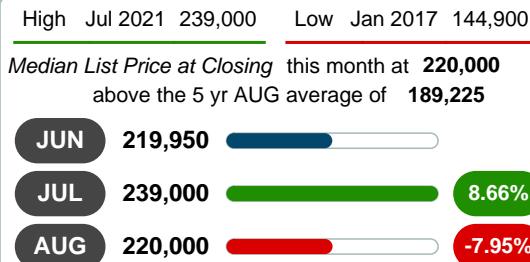 High Jul 2021 239,000 Low Jan 2017 144,900
Median List Price at Closing this month at 220,000
above the 5 yr AUG average of 189,225
JUN 219,950
JUL 239,000 8.66%
AUG 220,000 -7.95%